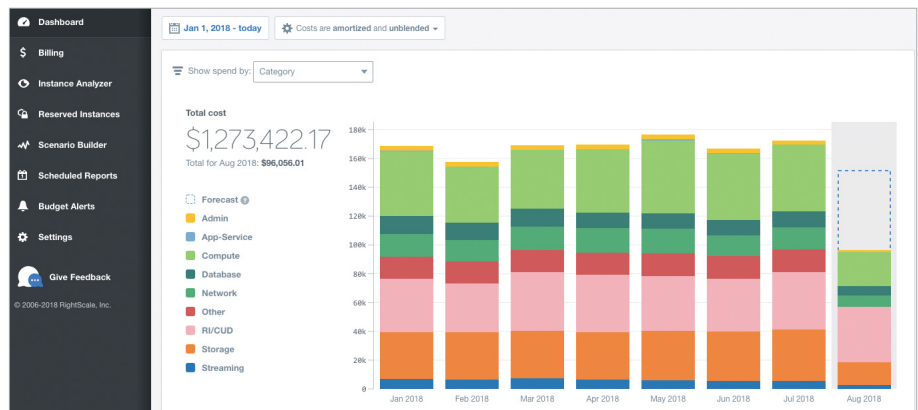 Dashboard
Billing
Instance Analyzer
Reserved Instances
Scenario Builder
Scheduled Reports
Budget Alerts
Settings
Give Feedback
© 2006-2018 RightScale, Inc.
Jan 1, 2018 - today
Costs are amortized and unblended
Show spend by: Category
Total cost
$1,273,422.17
Total for Aug 2018: $96,056.01
Forecast
Admin
App-Service
Compute
Database
Network
Other
RI/CUD
Storage
Streaming
180k
160k
140k
120k
100k
80k
60k
40k
20k
0
Jan 2018 Feb 2018 Mar 2018 Apr 2018 May 2018 Jun 2018 Jul 2018 Aug 2018